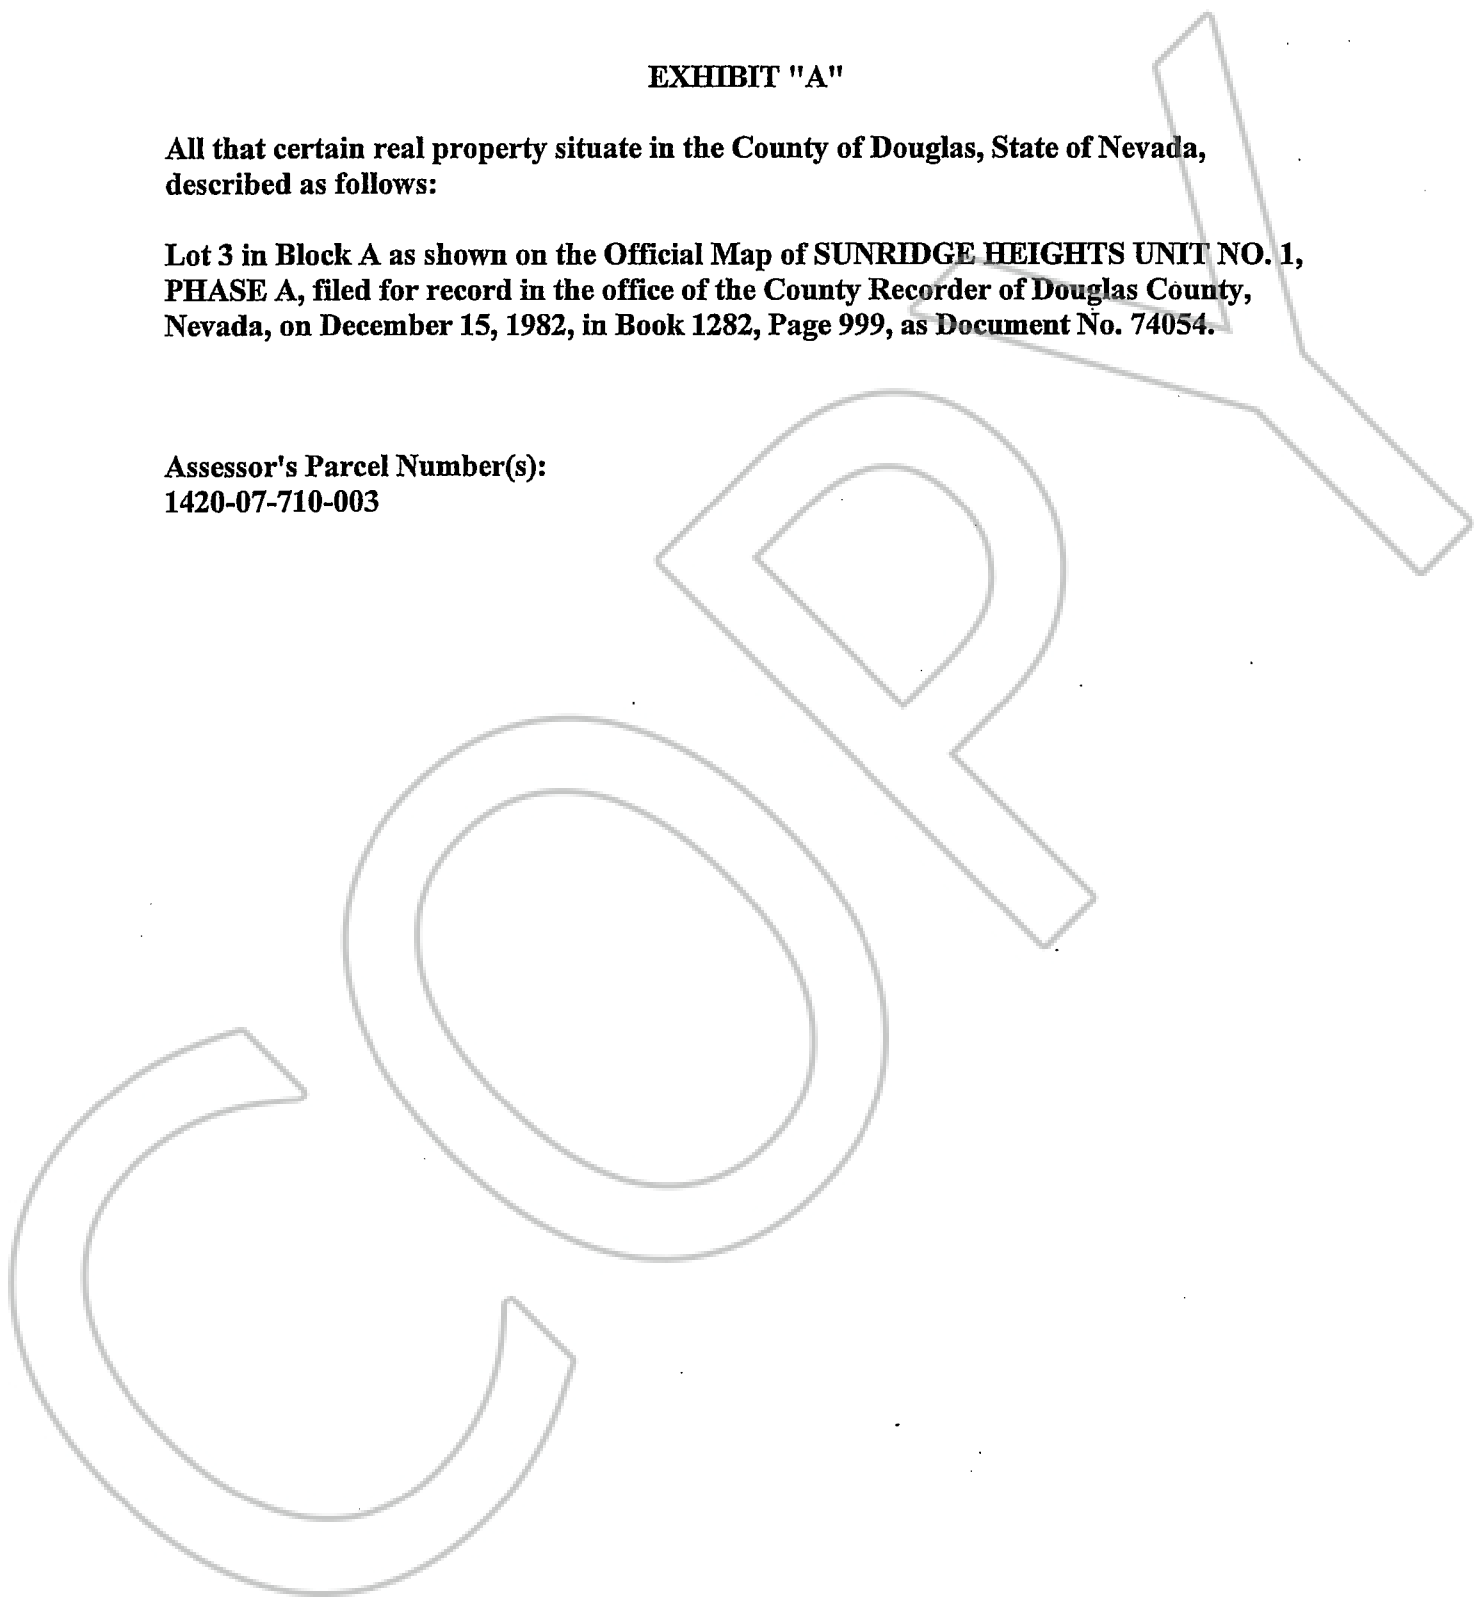 EXHIBIT "A"
All that certain real property situate in the County of Douglas, State of Nevada,
described as follows:
Lot 3 in Block A as shown on the Official Map of SUNRIDGE HEIGHTS UNIT NO. 1,
PHASE A, filed for record in the office of the County Recorder of Douglas County,
Nevada, on December 15, 1982, in Book 1282, Page 999, as Document No. 74054.
Assessor's Parcel Number(s):
1420-07-710-003
COPY